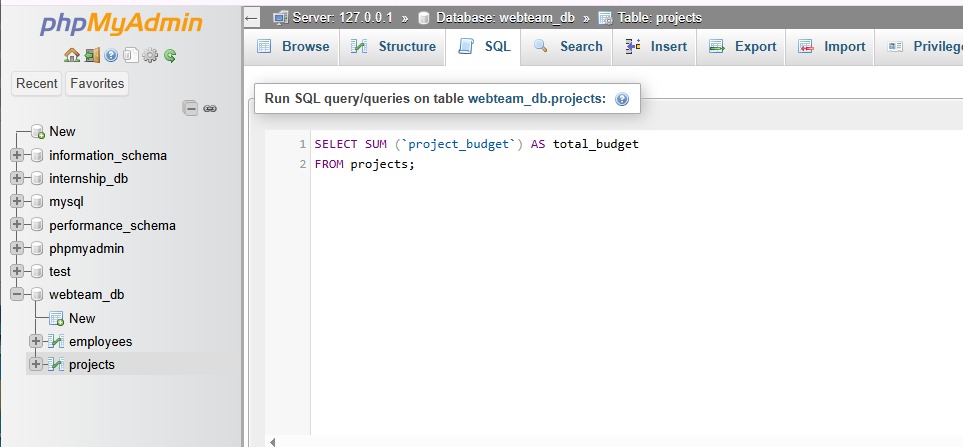 phpMyAdmin
Recent Favorites
New
information_schema
internship_db
mysql
performance_schema
phpmyadmin
test
webteam_db
New
employees
projects
Server: 127.0.0.1 » Database: webteam_db » Table: projects
Browse Structure SQL Search Insert Export Import Privileg
Run SQL query/queries on table webteam_db.projects:
1 SELECT SUM (`project_budget`) AS total_budget
2 FROM projects;